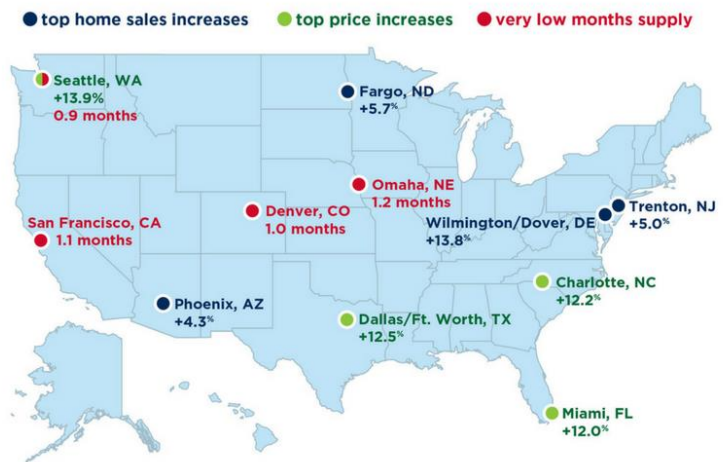 top home sales increases
top price increases
very low months supply
Seattle, WA
+13.9%
0.9 months
Fargo, ND
+5.7%
Omaha, NE
1.2 months
Denver, CO
1.0 months
San Francisco, CA
1.1 months
Trenton, NJ
+5.0%
Wilmington/Dover, DE
+13.8%
Charlotte, NC
+12.2%
Phoenix, AZ
+4.3%
Dallas/Ft. Worth, TX
+12.5%
Miami, FL
+12.0%